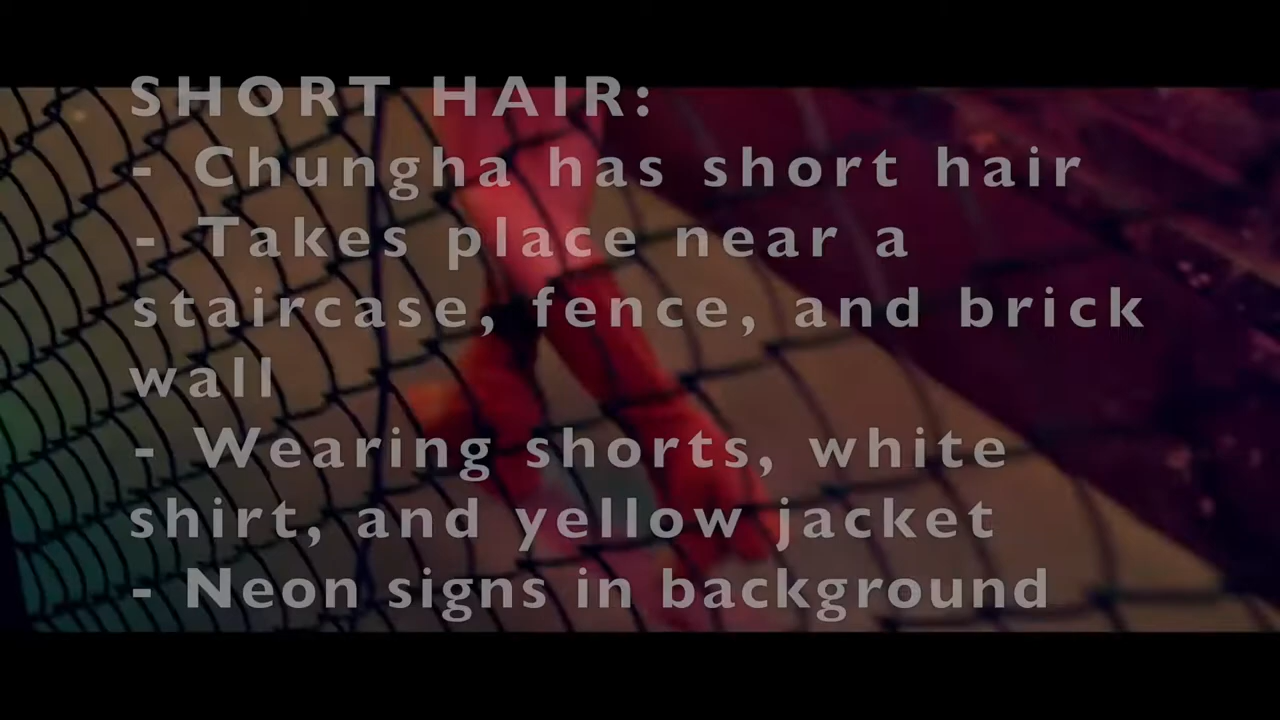 SHORT HAIR:
- Chungha has short hair
- Takes place near a
staircase, fence, and brick
wall
- Wearing shorts, white
shirt, and yellow jacket
- Neon signs in background